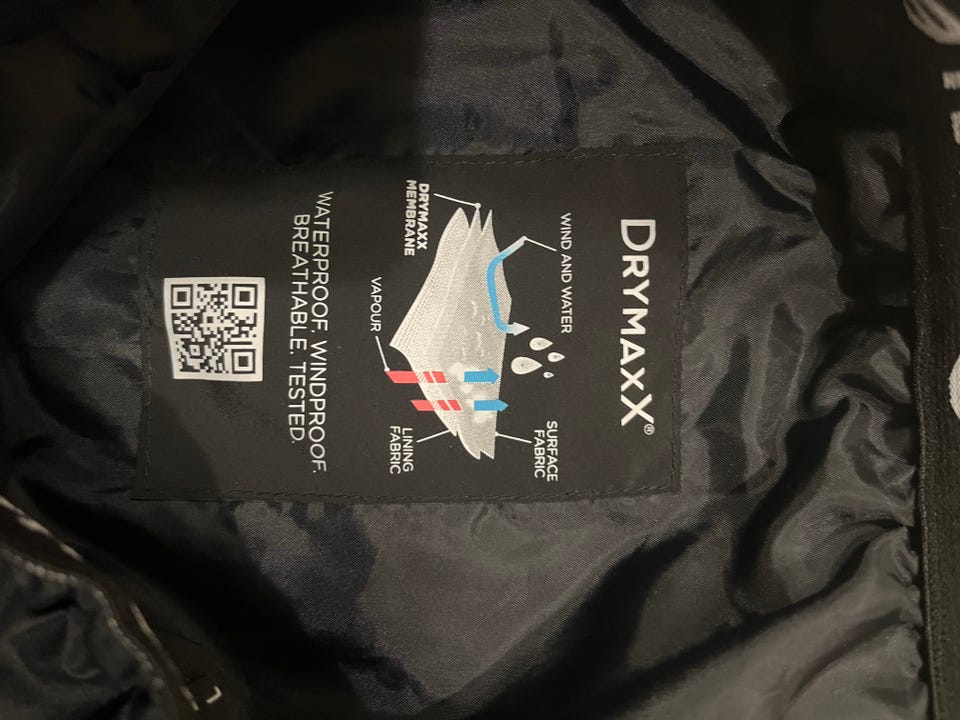 DRYMAXX®
WIND AND WATER
SURFACE
FABRIC
DRYMAXX
MEMBRANE
VAPOUR
LINING
FABRIC
WATERPROOF. WINDPROOF.
BREATHABLE. TESTED.